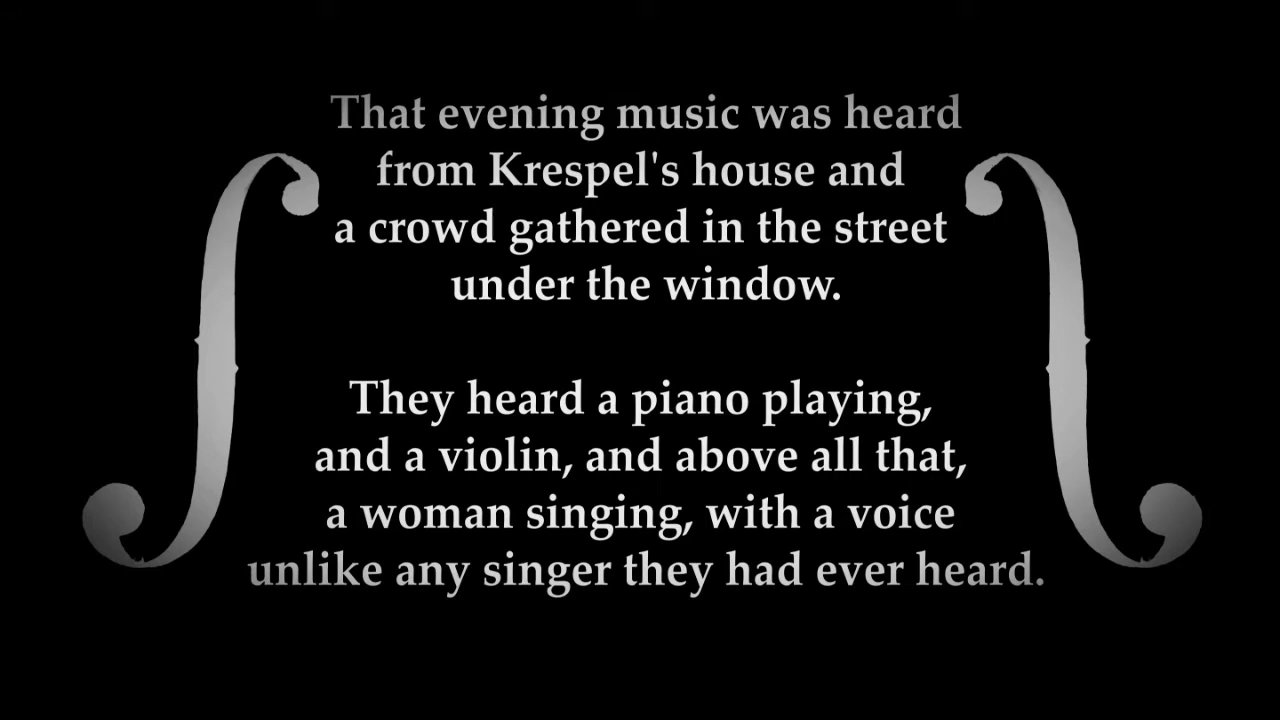 That evening music was heard
from Krespel's house and
a crowd gathered in the street
under the window.
They heard a piano playing,
and a violin, and above all that,
a woman singing, with a voice
unlike any singer they had ever heard.